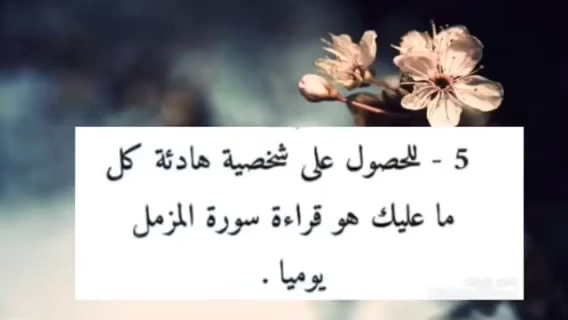 5 - للحصول على شخصية هادئة كل
ما عليك هو قراءة سورة المزمل
يوميا .